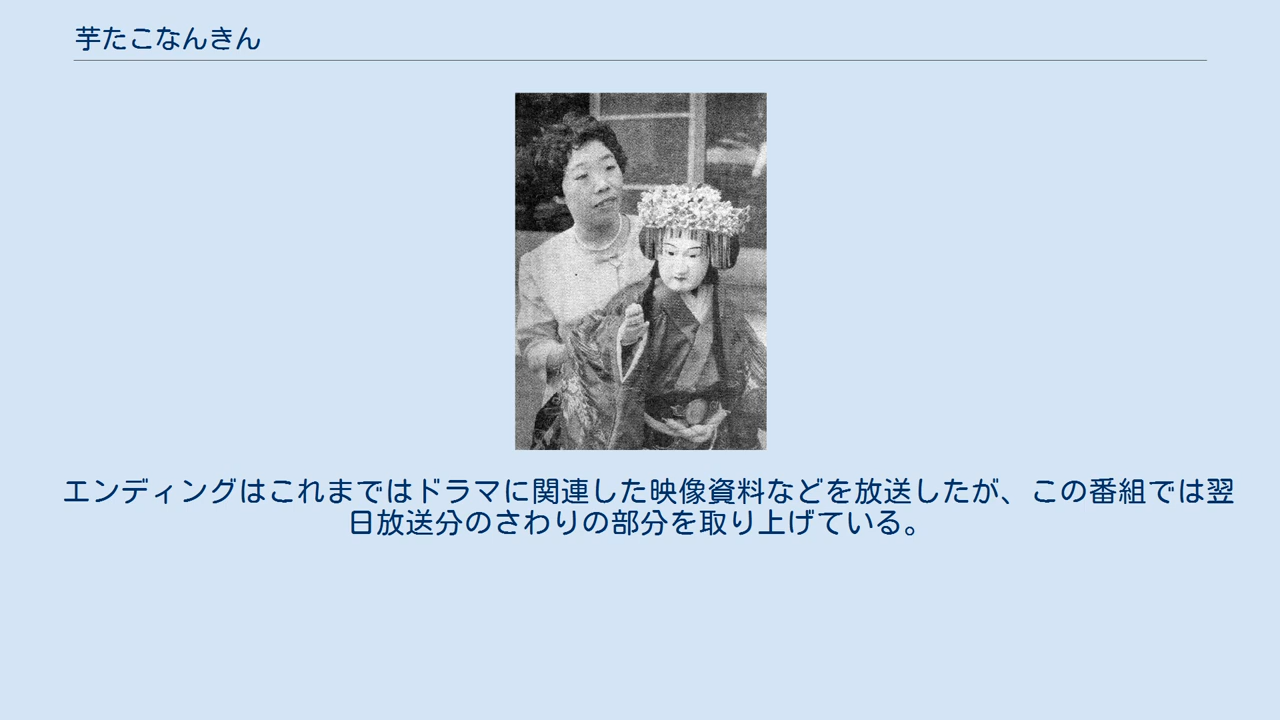 芋たこなんきん
エンディングはこれまではドラマに関連した映像資料などを放送したが、この番組では翌
日放送分のさわりの部分を取り上げている。